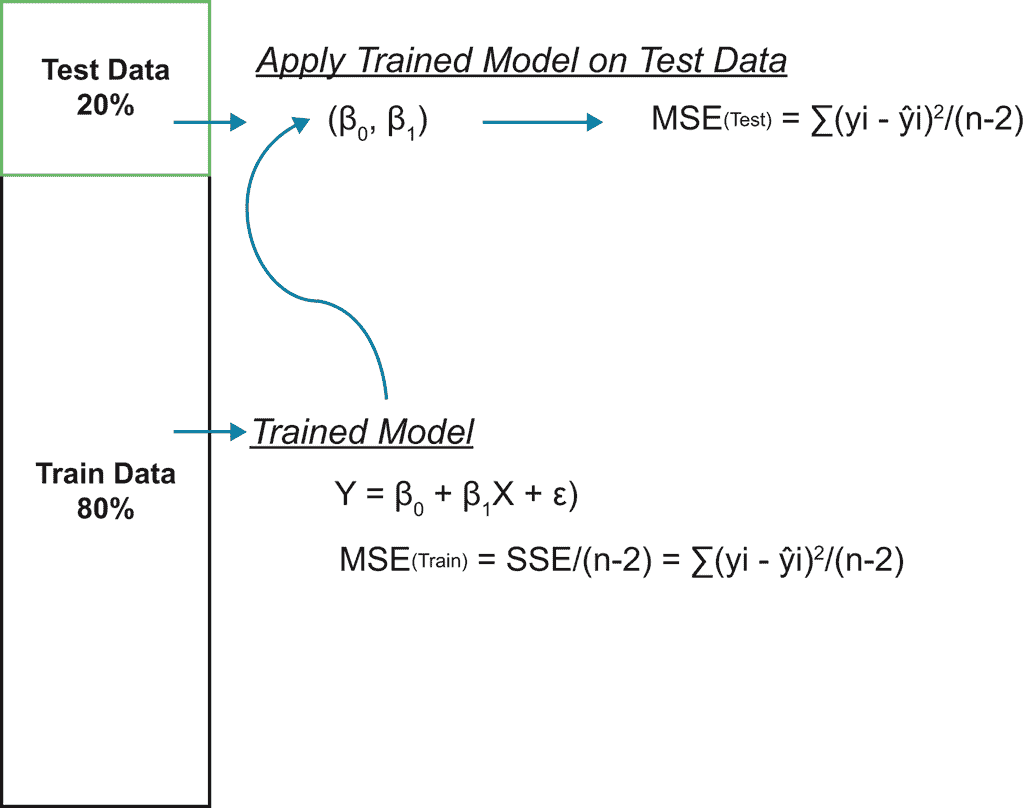 Test Data
20%
Apply Trained Model on Test Data
(β₀, β₁)
MSE(Test) = ∑(yi - ŷi)²/(n-2)
Train Data
80%
Trained Model
Y = β₀ + β₁X + ε)
MSE(Train) = SSE/(n-2) = ∑(yi - ŷi)²/(n-2)